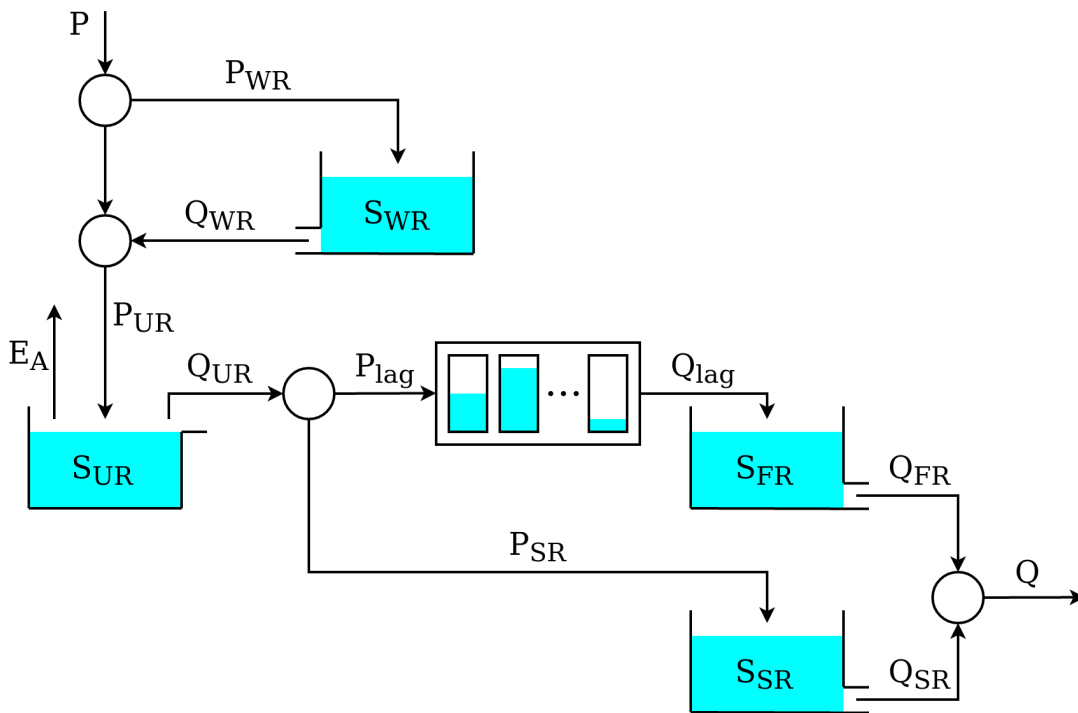 P
P_WR
Q_WR
S_WR
P_UR
E_A
Q_UR
P_lag
Q_lag
S_UR
S_FR
Q_FR
P_SR
Q
S_SR
Q_SR